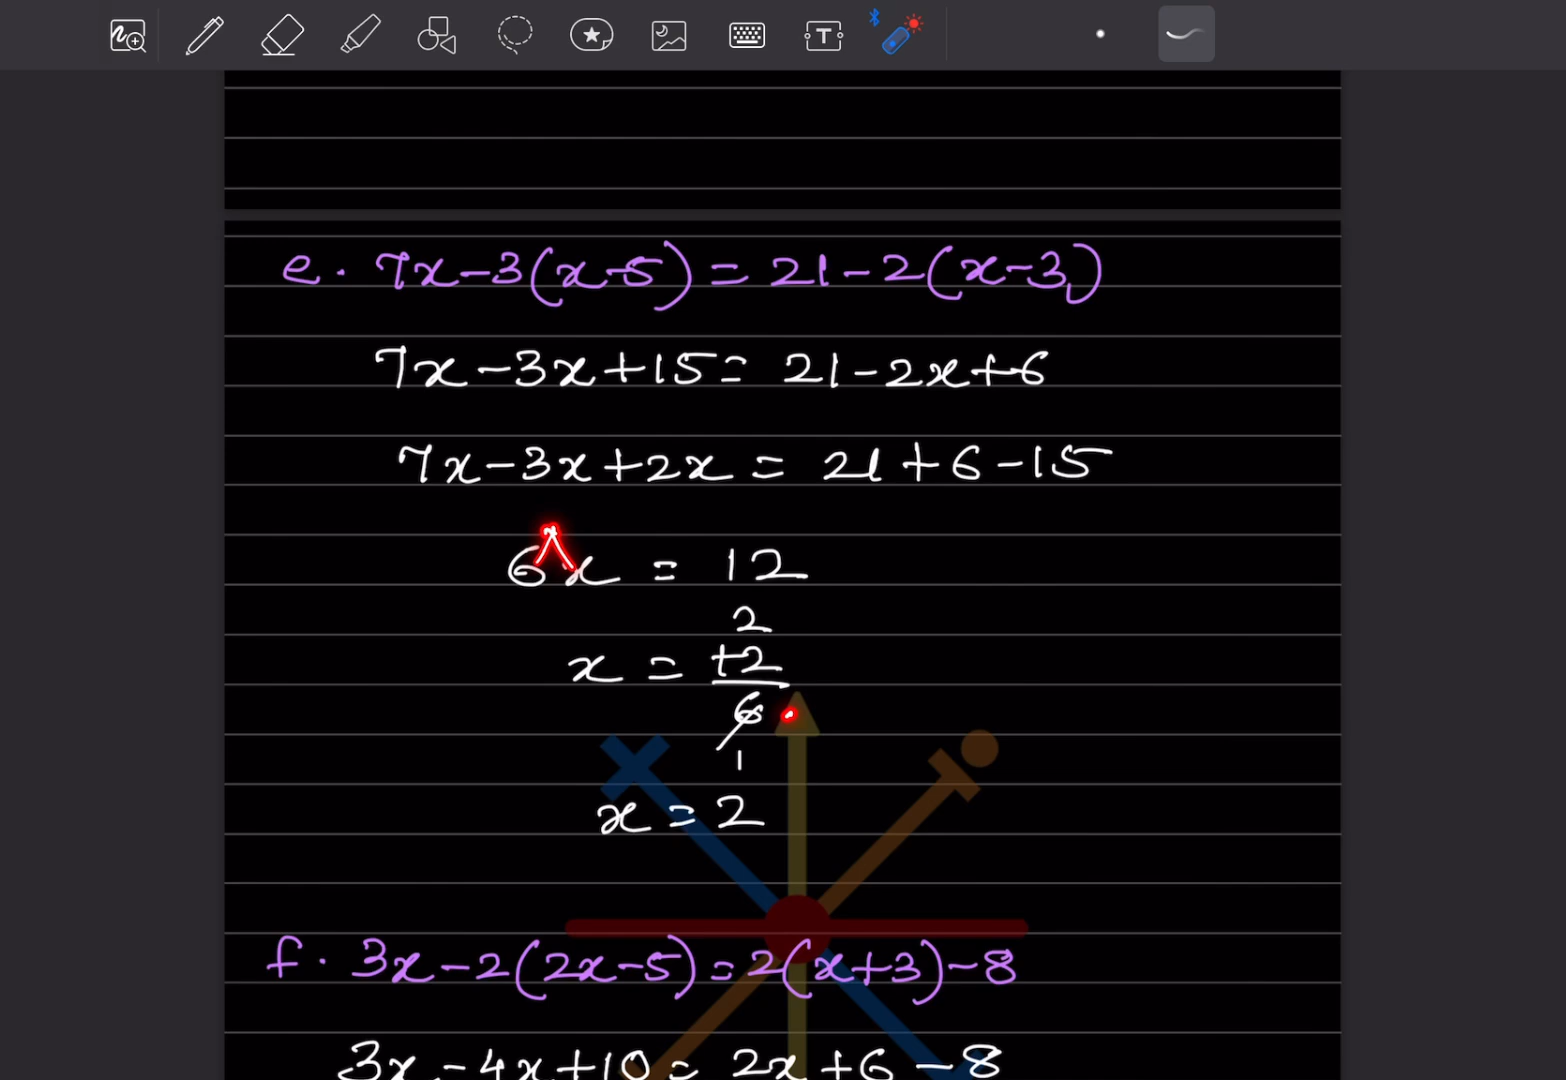 e. 7x-3(x-5) = 21-2(x-3)
7x-3x+15 = 21-2x+6
7x-3x+2x = 21+6-15
6x = 12
2
x = 12
6
1
x = 2
f. 3x-2(2x-5) = 2(x+3)-8
3x-4x+10 = 2x+6-8